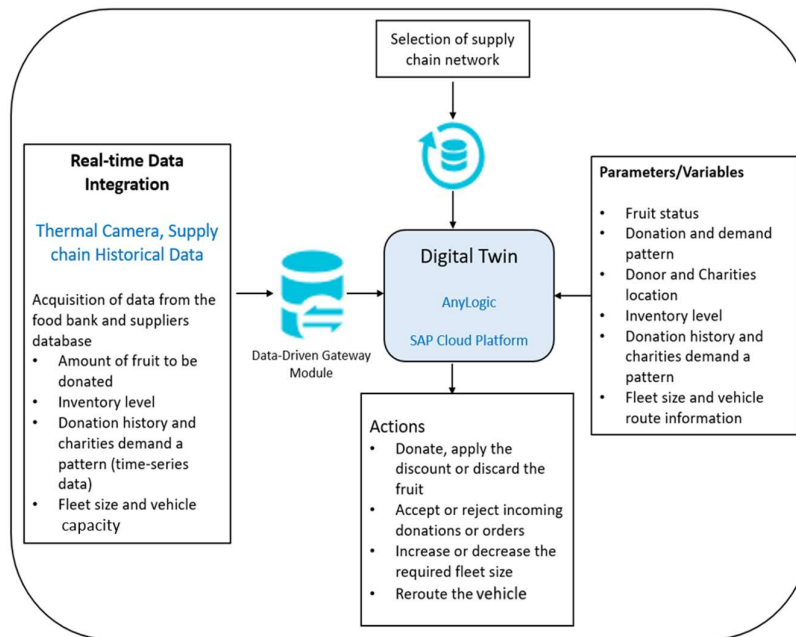 Selection of supply
chain network
Real-time Data
Integration
Thermal Camera, Supply
chain Historical Data
Acquisition of data from the
food bank and suppliers
database
• Amount of fruit to be
donated
• Inventory level
• Donation history and
charities demand a
pattern (time-series
data)
• Fleet size and vehicle
capacity
Data-Driven Gateway
Module
Digital Twin
AnyLogic
SAP Cloud Platform
Parameters/Variables
• Fruit status
• Donation and demand
pattern
• Donor and Charities
location
• Inventory level
• Donation history and
charities demand a
pattern
• Fleet size and vehicle
route information
Actions
• Donate, apply the
discount or discard the
fruit
• Accept or reject incoming
donations or orders
• Increase or decrease the
required fleet size
• Reroute the vehicle